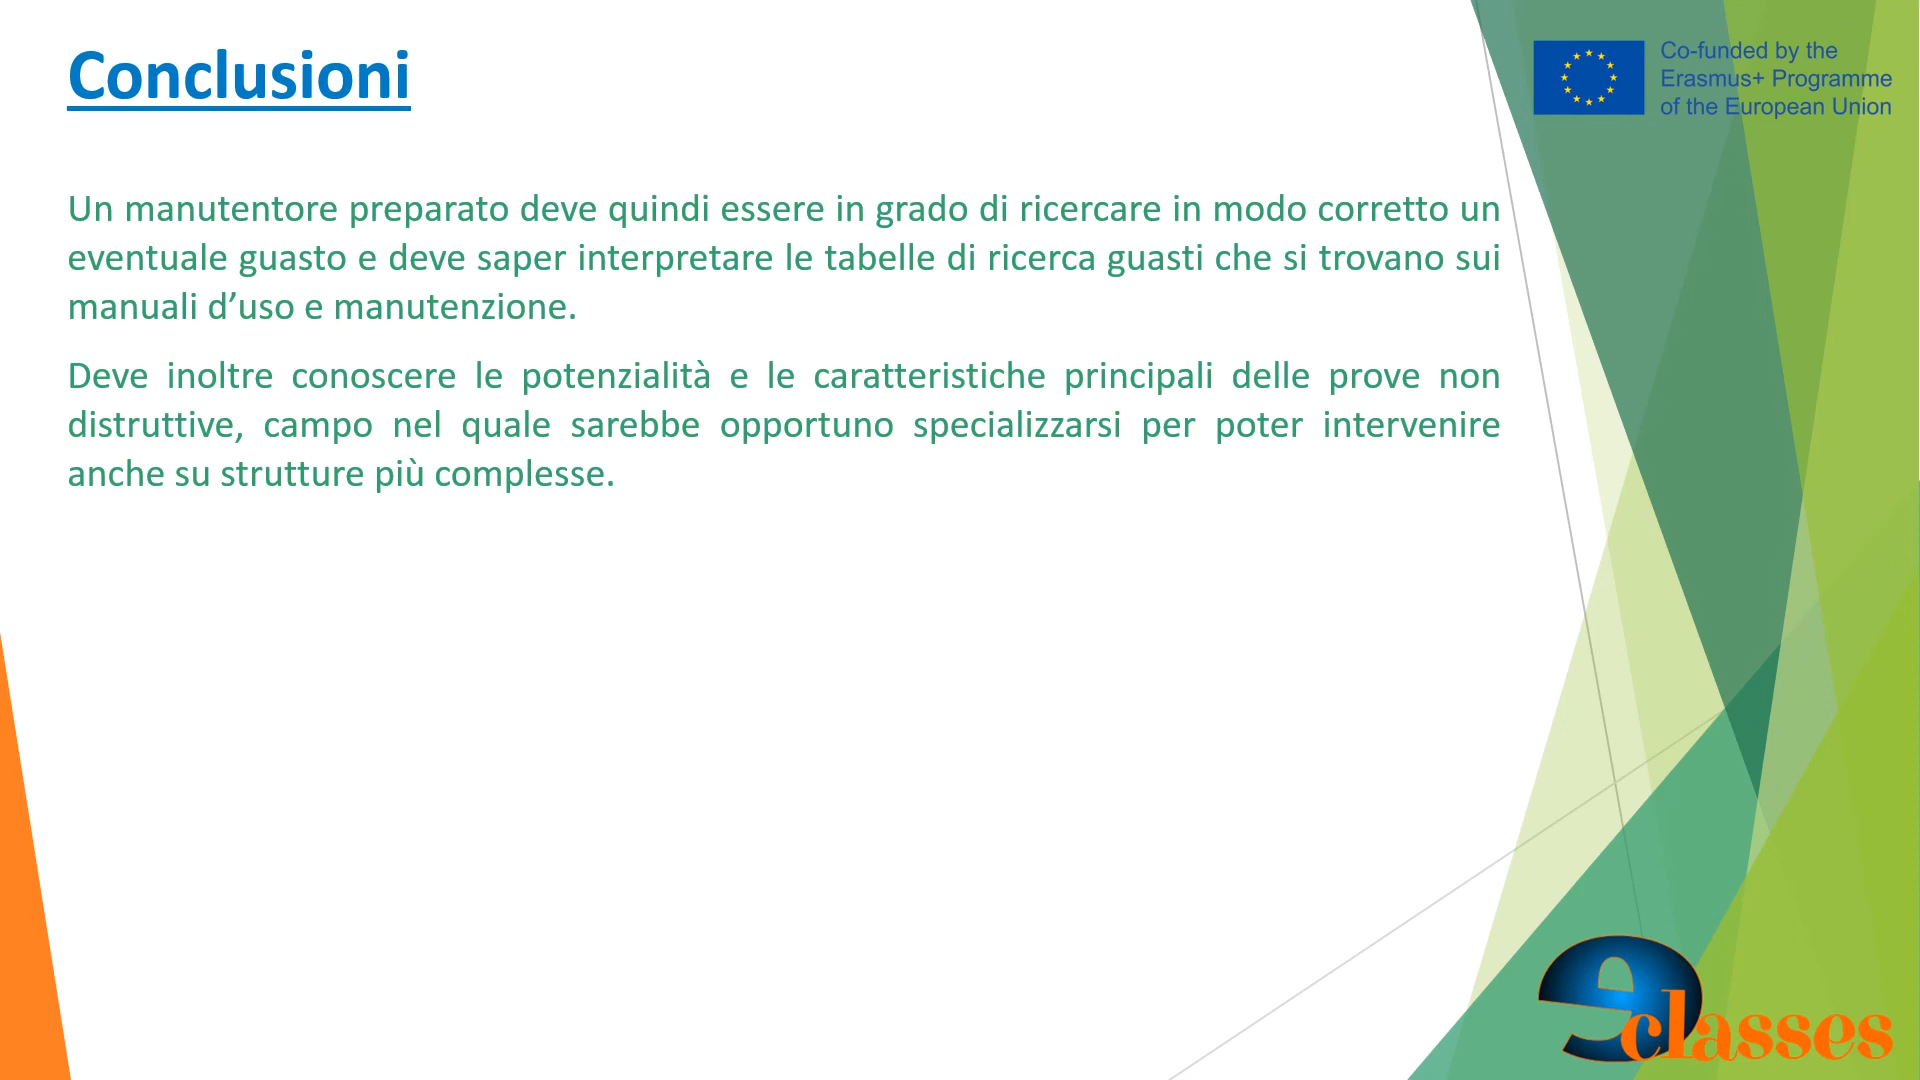 Conclusioni
Co-funded by the
Erasmus+ Programme
of the European Union
Un manutentore preparato deve quindi essere in grado di ricercare in modo corretto un
eventuale guasto e deve saper interpretare le tabelle di ricerca guasti che si trovano sui
manuali d’uso e manutenzione.
Deve inoltre conoscere le potenzialità e le caratteristiche principali delle prove non
distruttive, campo nel quale sarebbe opportuno specializzarsi per poter intervenire
anche su strutture più complesse.
e classes